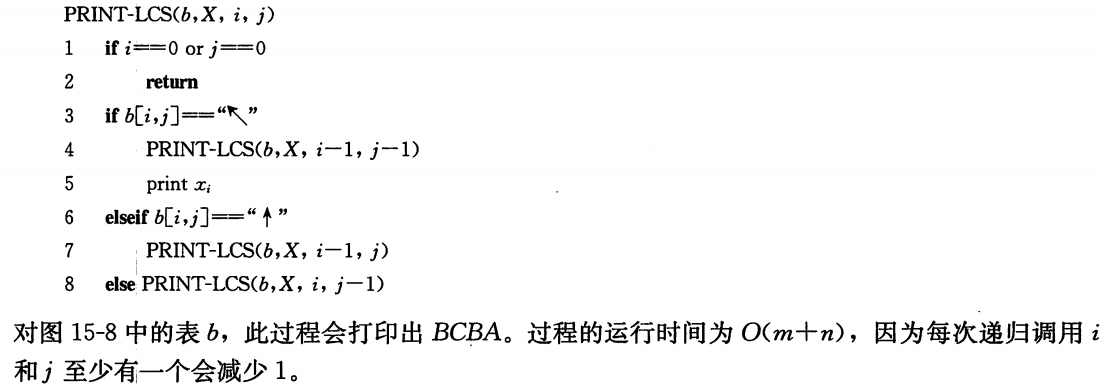 PRINT-LCS(b,X, i, j)
1 if i==0 or j==0
2 return
3 if b[i,j]==“↖”
4 PRINT-LCS(b,X, i−1, j−1)
5 print xᵢ
6 elseif b[i,j]==“↑”
7 PRINT-LCS(b,X, i−1, j)
8 else PRINT-LCS(b,X, i, j−1)
对图 15-8 中的表 b，此过程会打印出 BCBA。过程的运行时间为 O(m+n)，因为每次递归调用 i
和 j 至少有一个会减少 1。